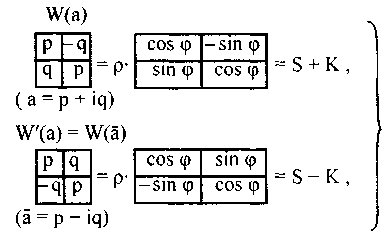 W(a)
p –q cos φ –sin φ
q p = ρ· sin φ cos φ = S + K ,
( a = p + iq)
W′(a) = W(ā)
p q cos φ sin φ
–q p = ρ· –sin φ cos φ = S – K ,
(ā = p – iq)